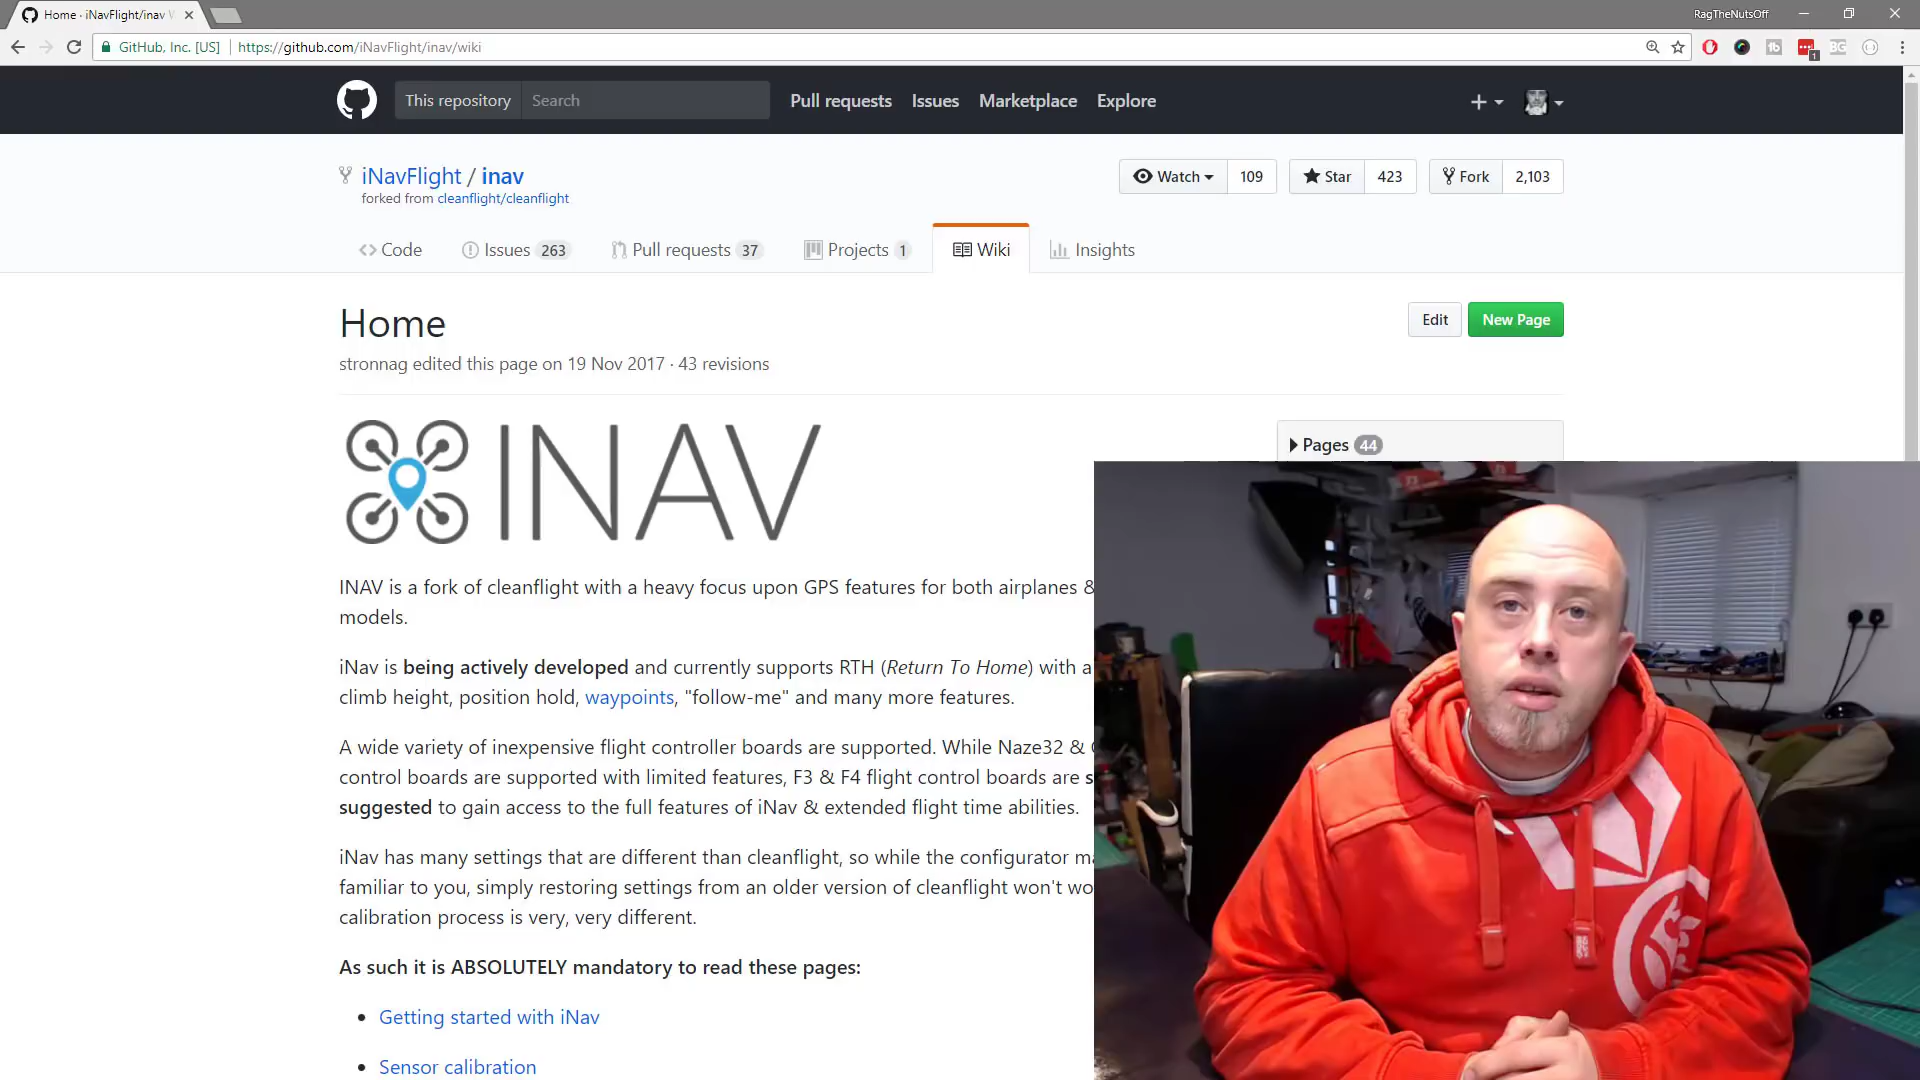 Home · iNavFlight/inav
RagTheNutsOff
GitHub, Inc. [US]
https://github.com/iNavFlight/inav/wiki
This repository
Search
Pull requests
Issues
Marketplace
Explore
iNavFlight / inav
forked from cleanflight/cleanflight
Watch 109
Star 423
Fork 2,103
Code
Issues 263
Pull requests 37
Projects 1
Wiki
Insights
Home
Edit
New Page
stronnag edited this page on 19 Nov 2017 · 43 revisions
INAV
Pages 44
INAV is a fork of cleanflight with a heavy focus upon GPS features for both airplanes &
models.
iNav is being actively developed and currently supports RTH (Return To Home) with a
climb height, position hold, waypoints, "follow-me" and many more features.
A wide variety of inexpensive flight controller boards are supported. While Naze32 &
control boards are supported with limited features, F3 & F4 flight control boards are
suggested to gain access to the full features of iNav & extended flight time abilities.
iNav has many settings that are different than cleanflight, so while the configurator
familiar to you, simply restoring settings from an older version of cleanflight won't
calibration process is very, very different.
As such it is ABSOLUTELY mandatory to read these pages:
Getting started with iNav
Sensor calibration